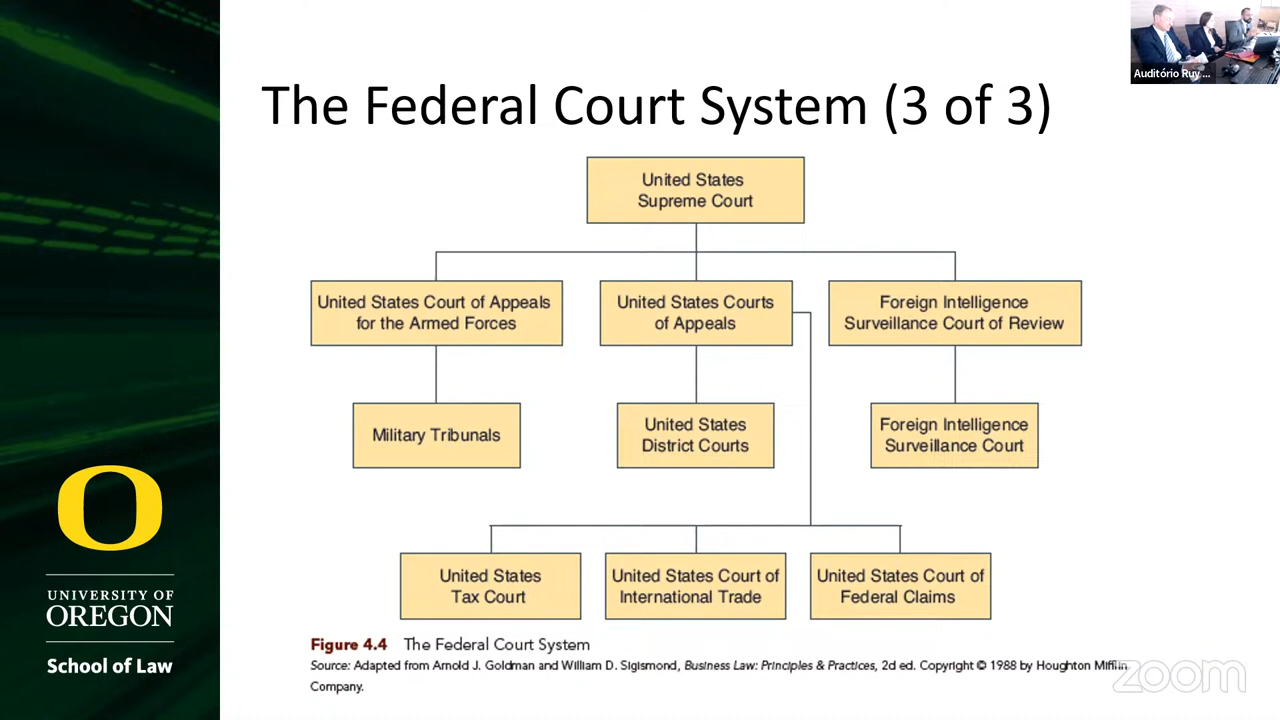 Auditório Ruy ...
The Federal Court System (3 of 3)
United States
Supreme Court
United States Court of Appeals
for the Armed Forces
United States Courts
of Appeals
Foreign Intelligence
Surveillance Court of Review
Military Tribunals
United States
District Courts
Foreign Intelligence
Surveillance Court
United States
Tax Court
United States Court of
International Trade
United States Court of
Federal Claims
Figure 4.4 The Federal Court System
Source: Adapted from Arnold J. Goldman and William D. Sigismond, Business Law: Principles & Practices, 2d ed. Copyright © 1988 by Houghton Mifflin
Company.
O
UNIVERSITY OF
OREGON
School of Law
zoom